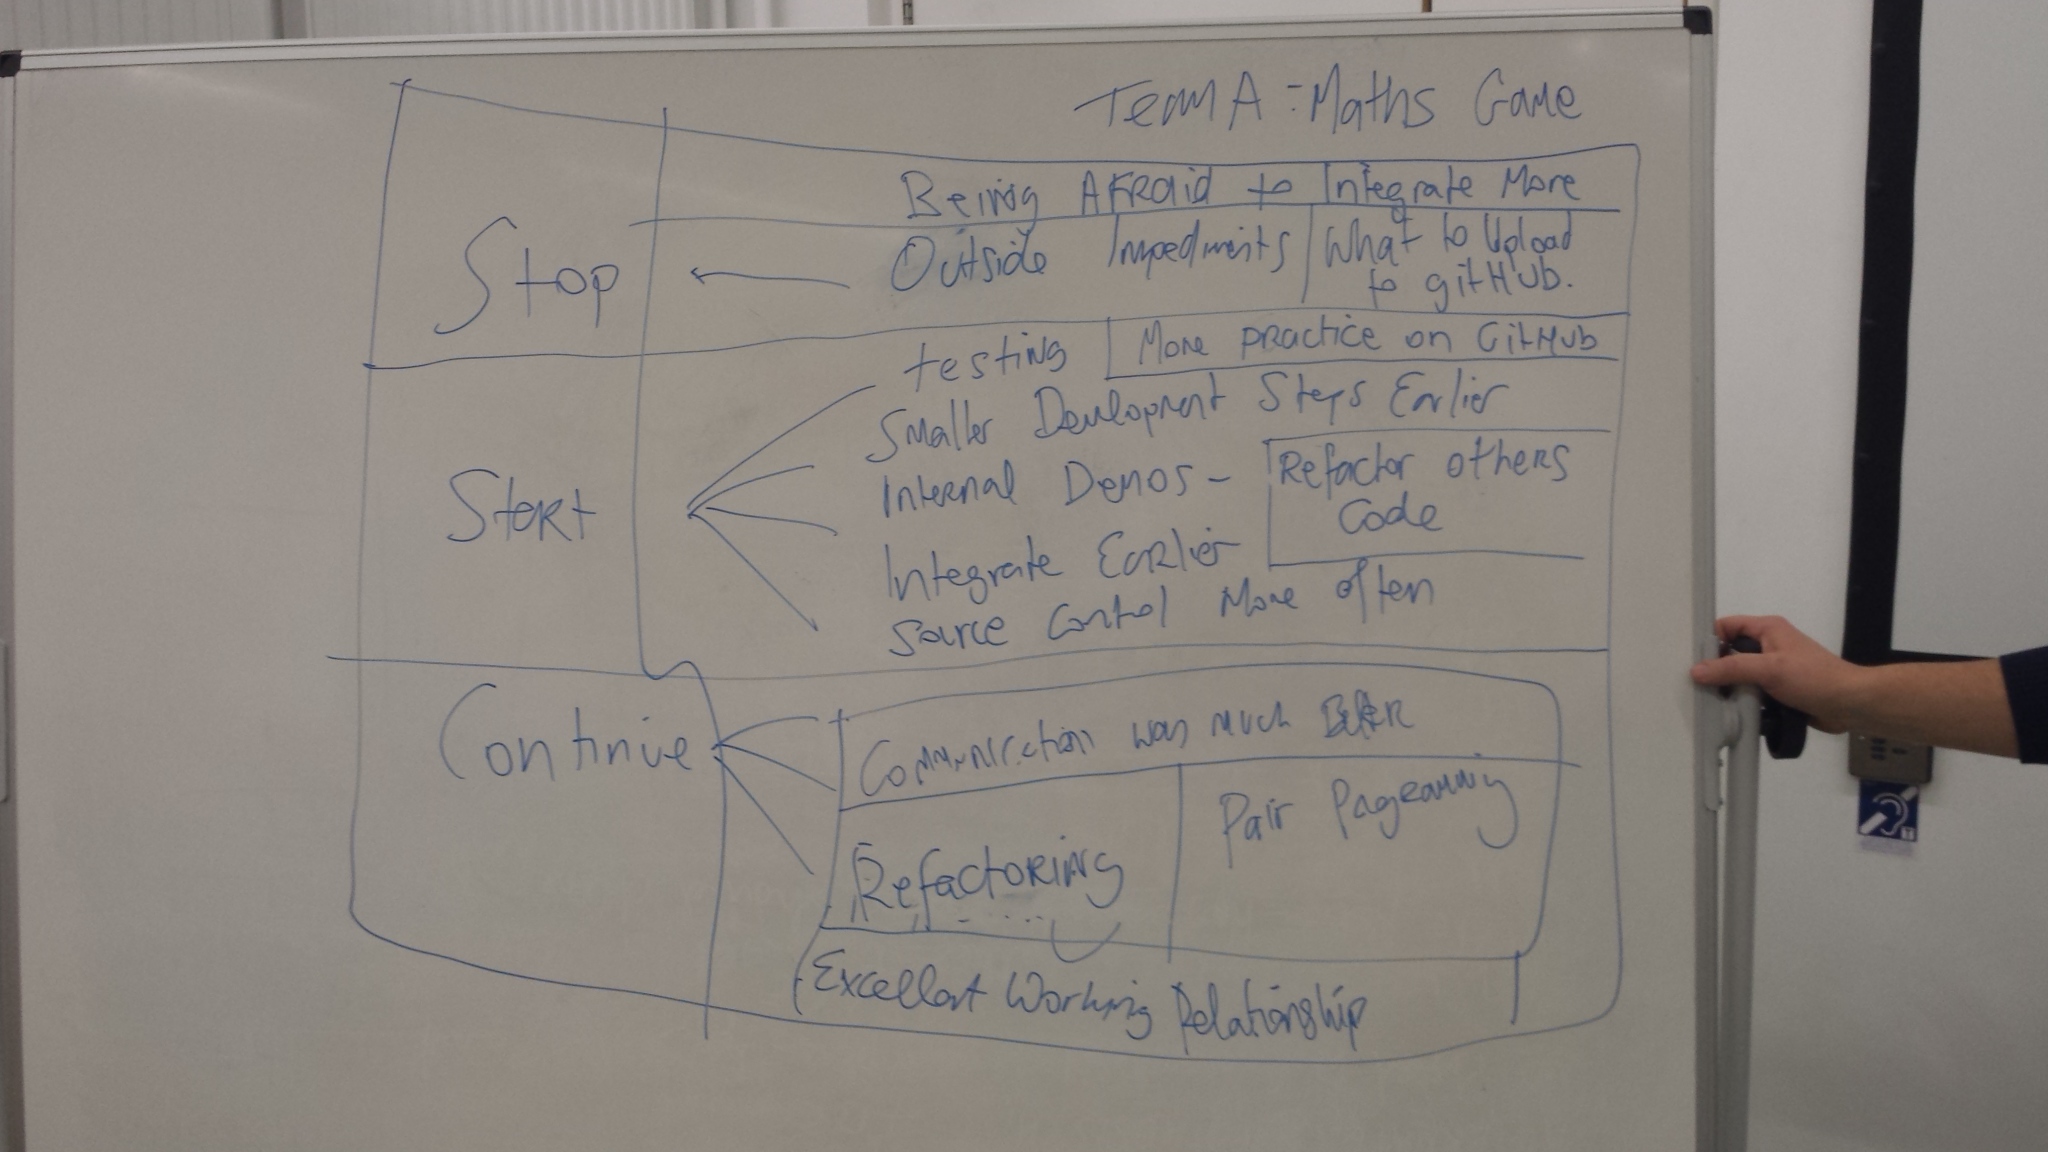 Team A : Maths Game
Being Afraid to Integrate More
Stop
Outside Impediments
What to Upload
to gitHub.
testing
More practice on GitHub
Smaller Development Steps Earlier
Start
Internal Demos -
Refactor others
Code
Integrate Earlier
Source Control More often
Continue
Communication was much Better
Refactoring
Pair Pagramming
Excellent Working Relationship